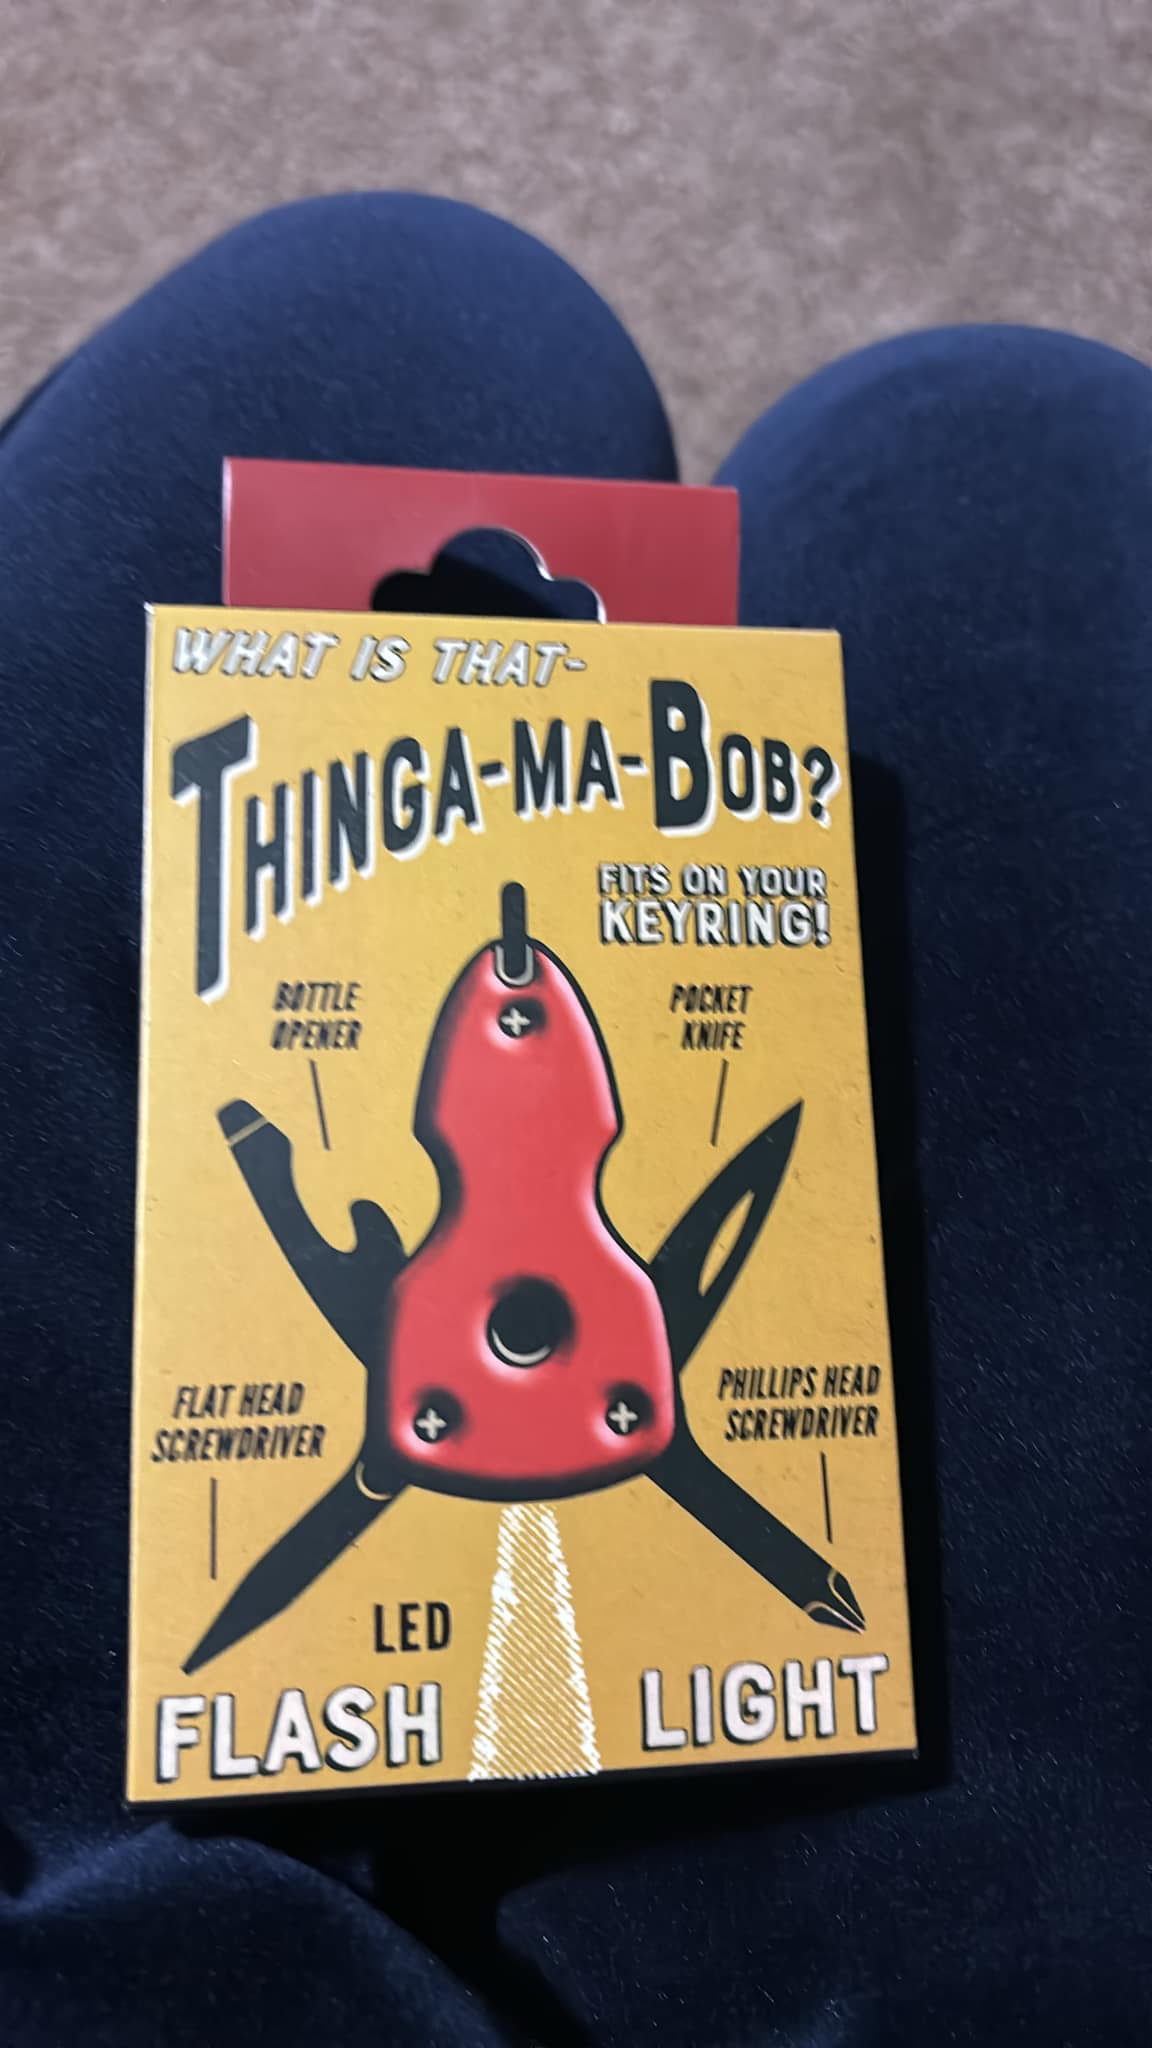 WHAT IS THAT-
THINGA-MA-BOB?
FITS ON YOUR
KEYRING!
BOTTLE
OPENER
POCKET
KNIFE
FLAT HEAD
SCREWDRIVER
PHILLIPS HEAD
SCREWDRIVER
LED
FLASH LIGHT